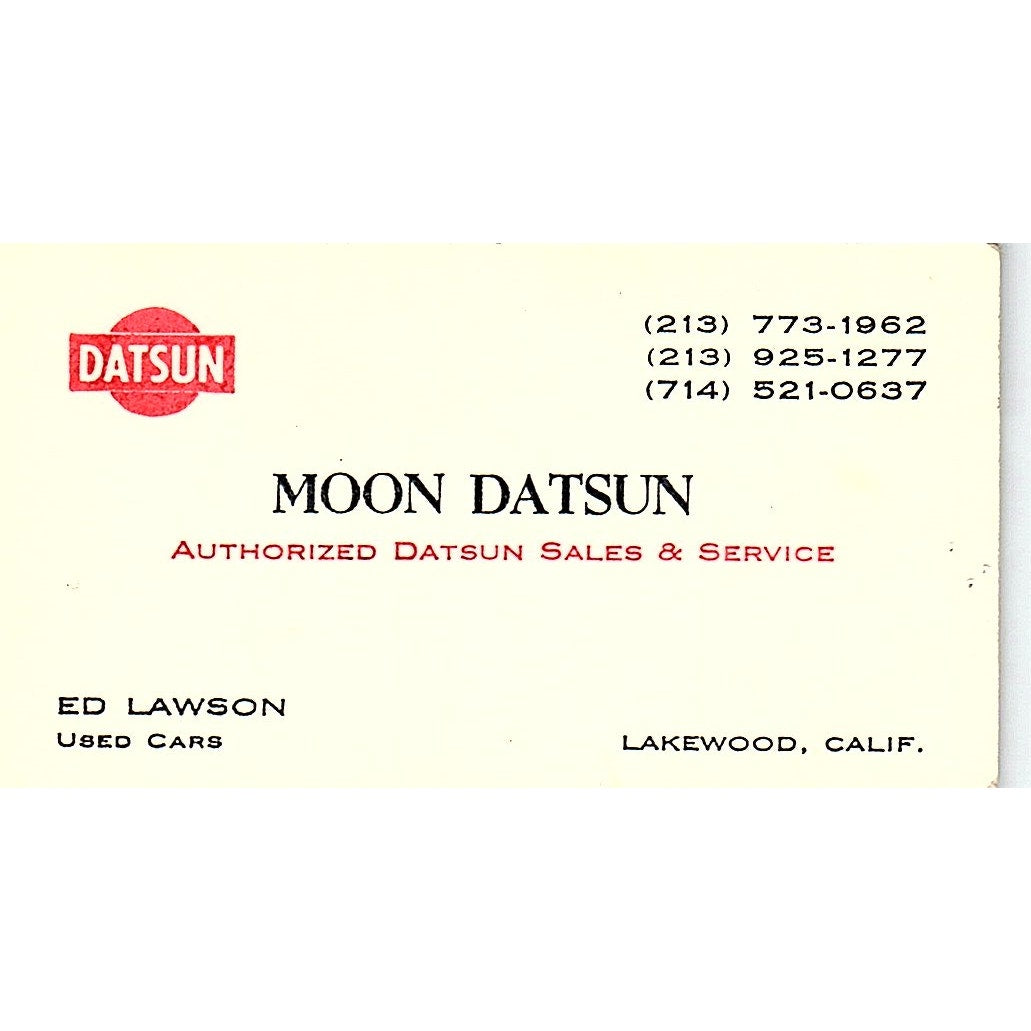 DATSUN
(213) 773-1962
(213) 925-1277
(714) 521-0637
MOON DATSUN
AUTHORIZED DATSUN SALES & SERVICE
ED LAWSON
USED CARS
LAKEWOOD, CALIF.